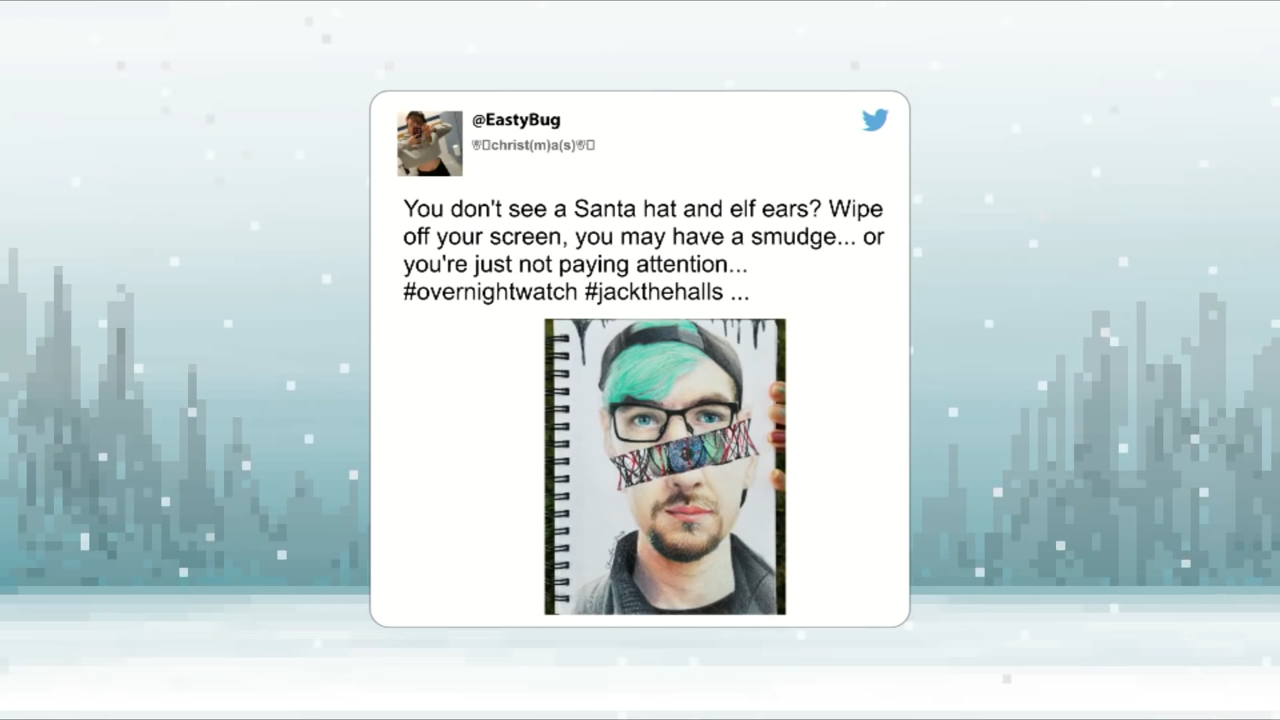 @EastyBug
christ(m)a(s)
You don't see a Santa hat and elf ears? Wipe
off your screen, you may have a smudge... or
you're just not paying attention...
#overnightwatch #jackthehalls ...